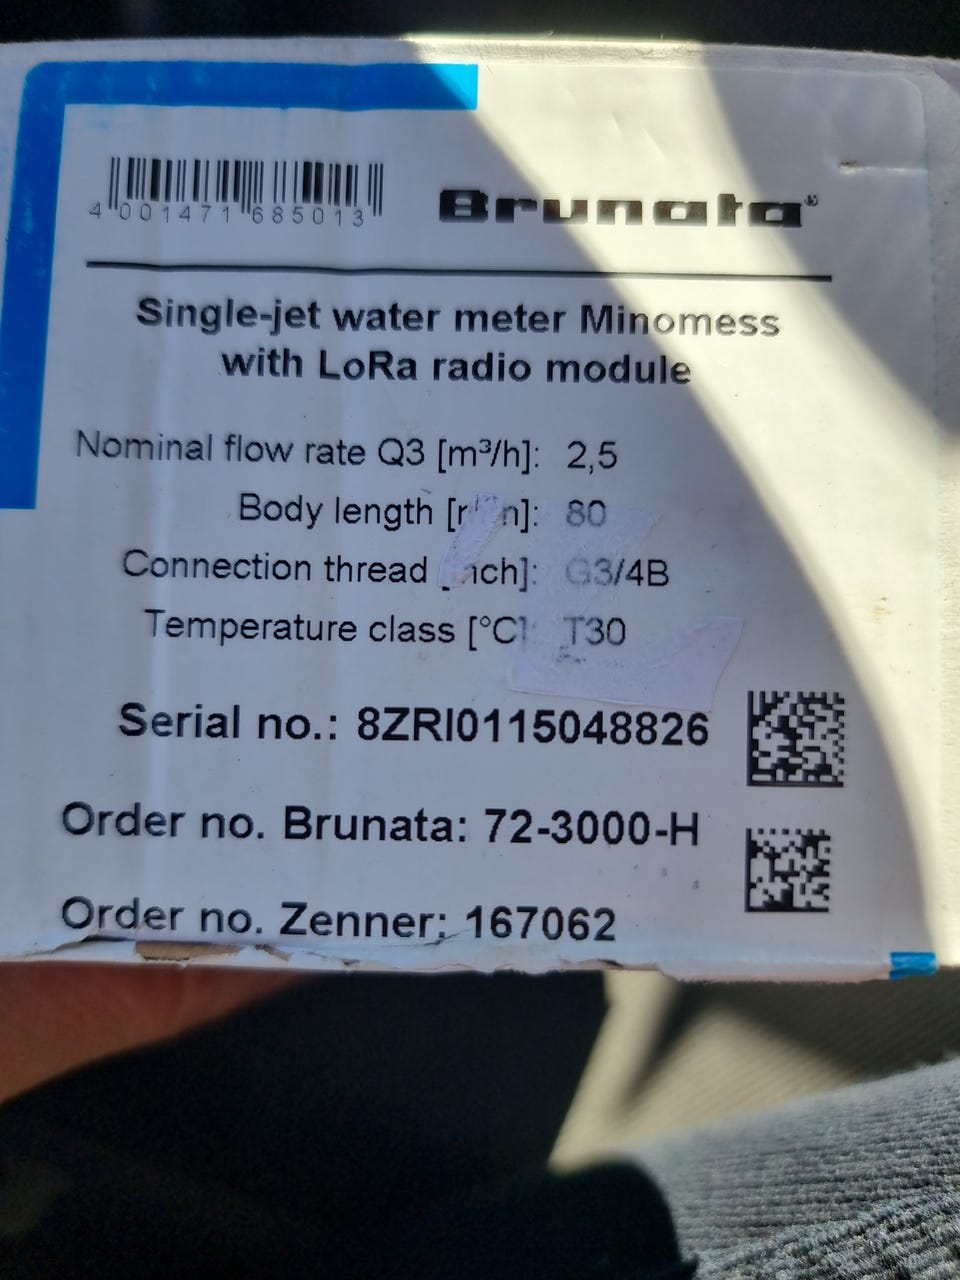 4 001471 685013
Brunata®
Single-jet water meter Minomess
with LoRa radio module
Nominal flow rate Q3 [m³/h]: 2,5
Body length [mm]: 80
Connection thread [inch]: G3/4B
Temperature class [°C]: T30
Serial no.: 8ZRI0115048826
Order no. Brunata: 72-3000-H
Order no. Zenner: 167062